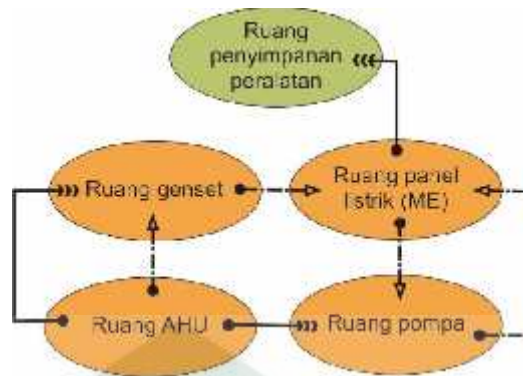 Ruang
penyimpanan
peralatan
Ruang genset
Ruang panel
listrik (ME)
Ruang AHU
Ruang pompa